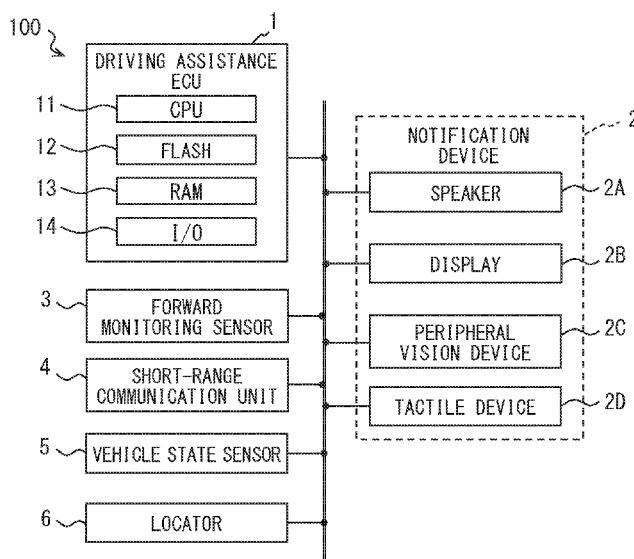 100
1
DRIVING ASSISTANCE
ECU
11
CPU
12
FLASH
13
RAM
14
I/O
3
FORWARD
MONITORING SENSOR
4
SHORT-RANGE
COMMUNICATION UNIT
5
VEHICLE STATE SENSOR
6
LOCATOR
2
NOTIFICATION
DEVICE
SPEAKER
2A
DISPLAY
2B
PERIPHERAL
VISION DEVICE
2C
TACTILE DEVICE
2D